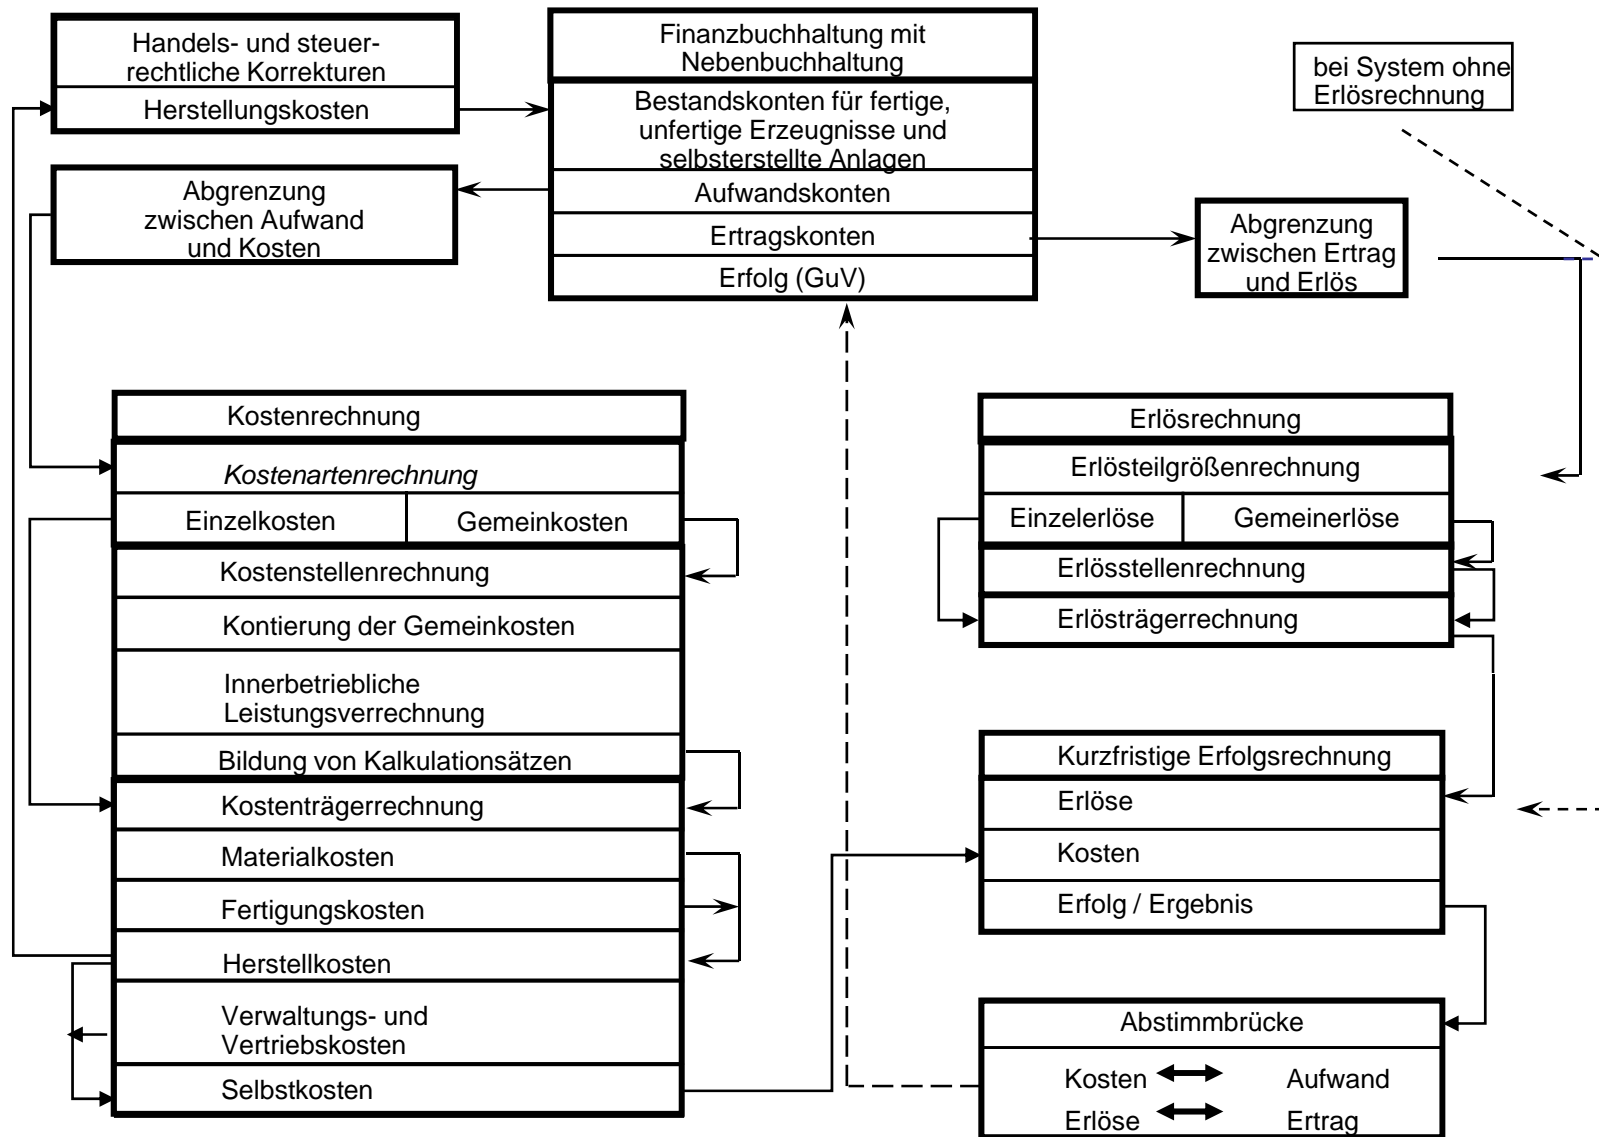 Handels- und steuer-
rechtliche Korrekturen
Herstellungskosten
Finanzbuchhaltung mit
Nebenbuchhaltung
Bestandskonten für fertige,
unfertige Erzeugnisse und
selbsterstellte Anlagen
Aufwandskonten
Ertragskonten
Erfolg (GuV)
bei System ohne
Erlösrechnung
Abgrenzung
zwischen Aufwand
und Kosten
Abgrenzung
zwischen Ertrag
und Erlös
Kostenrechnung
Kostenartenrechnung
Einzelkosten
Gemeinkosten
Kostenstellenrechnung
Kontierung der Gemeinkosten
Innerbetriebliche
Leistungsverrechnung
Bildung von Kalkulationsätzen
Kostenträgerrechnung
Materialkosten
Fertigungskosten
Herstellkosten
Verwaltungs- und
Vertriebskosten
Selbstkosten
Erlösrechnung
Erlösteilgrößenrechnung
Einzelerlöse
Gemeinerlöse
Erlösstellenrechnung
Erlösträgerrechnung
Kurzfristige Erfolgsrechnung
Erlöse
Kosten
Erfolg / Ergebnis
Abstimmbrücke
Kosten Aufwand
Erlöse Ertrag